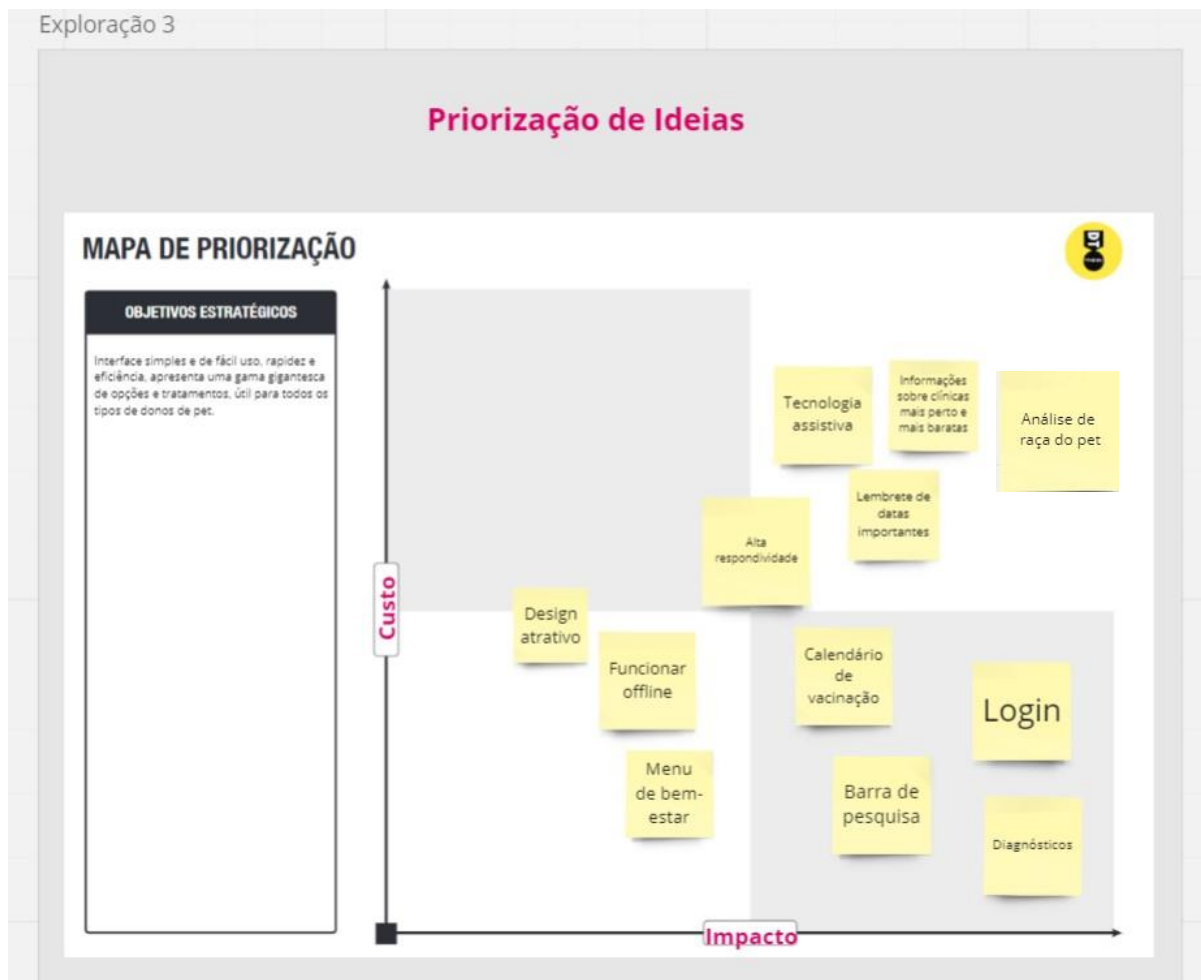 Exploração 3
Priorização de Ideias
MAPA DE PRIORIZAÇÃO
DT
OBJETIVOS ESTRATÉGICOS
Interface simples e de fácil uso, rapidez e
eficiência, apresenta uma gama gigantesca
de opções e tratamentos, útil para todos os
tipos de donos de pet.
Custo
Tecnologia
assistiva
Informações
sobre clínicas
mais perto e
mais baratas
Análise de
raça do pet
Lembrete de
datas
importantes
Alta
respondividade
Design
atrativo
Funcionar
offline
Calendário
de
vacinação
Login
Menu
de bem-
estar
Barra de
pesquisa
Diagnósticos
Impacto